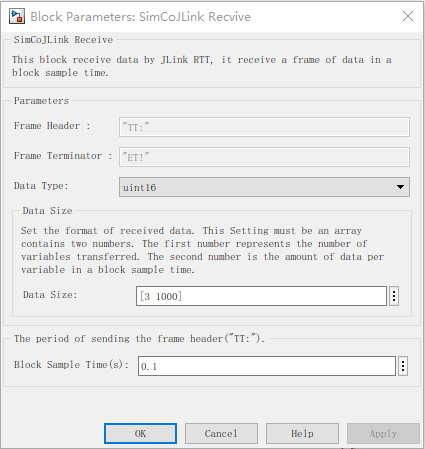 Block Parameters: SimCoJLink Recvive
SimCoJLink Receive
This block receive data by JLink RTT, it receive a frame of data in a
block sample time.
Parameters
Frame Header : "TT:"
Frame Terminator : "ET!"
Data Type: uint16
Data Size
Set the format of received data. This Setting must be an array
contains two numbers. The first number represents the number of
variables transferred. The second number is the amount of data per
variable in a block sample time.
Data Size: [3 1000]
The period of sending the frame header("TT:").
Block Sample Time(s): 0.1
OK Cancel Help Apply